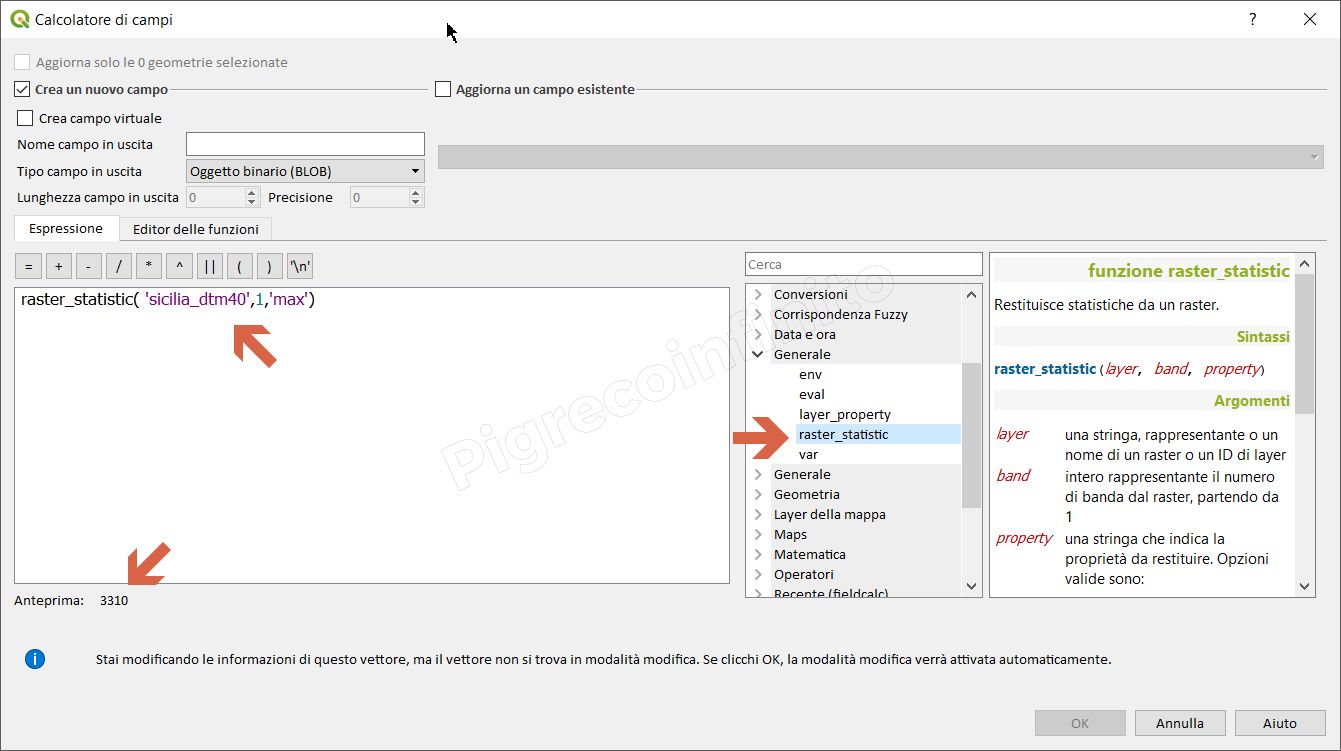 Calcolatore di campi
?
Aggiorna solo le 0 geometrie selezionate
Crea un nuovo campo
Aggiorna un campo esistente
Crea campo virtuale
Nome campo in uscita
Tipo campo in uscita
Oggetto binario (BLOB)
Lunghezza campo in uscita
0
Precisione
0
Espressione
Editor delle funzioni
= + - / * ^ || ( ) '\n'
raster_statistic( 'sicilia_dtm40',1,'max')
Anteprima: 3310
Cerca
Conversioni
Corrispondenza Fuzzy
Data e ora
Generale
env
eval
layer_property
raster_statistic
var
Generale
Geometria
Layer della mappa
Maps
Matematica
Operatori
Recente (fieldcalc)
funzione raster_statistic
Restituisce statistiche da un raster.
Sintassi
raster_statistic(layer, band, property)
Argomenti
layer una stringa, rappresentante o un
nome di un raster o un ID di layer
band intero rappresentante il numero
di banda dal raster, partendo da
1
property una stringa che indica la
proprietà da restituire. Opzioni
valide sono:
Pigrecoinfinito
Stai modificando le informazioni di questo vettore, ma il vettore non si trova in modalità modifica. Se clicchi OK, la modalità modifica verrà attivata automaticamente.
OK
Annulla
Aiuto